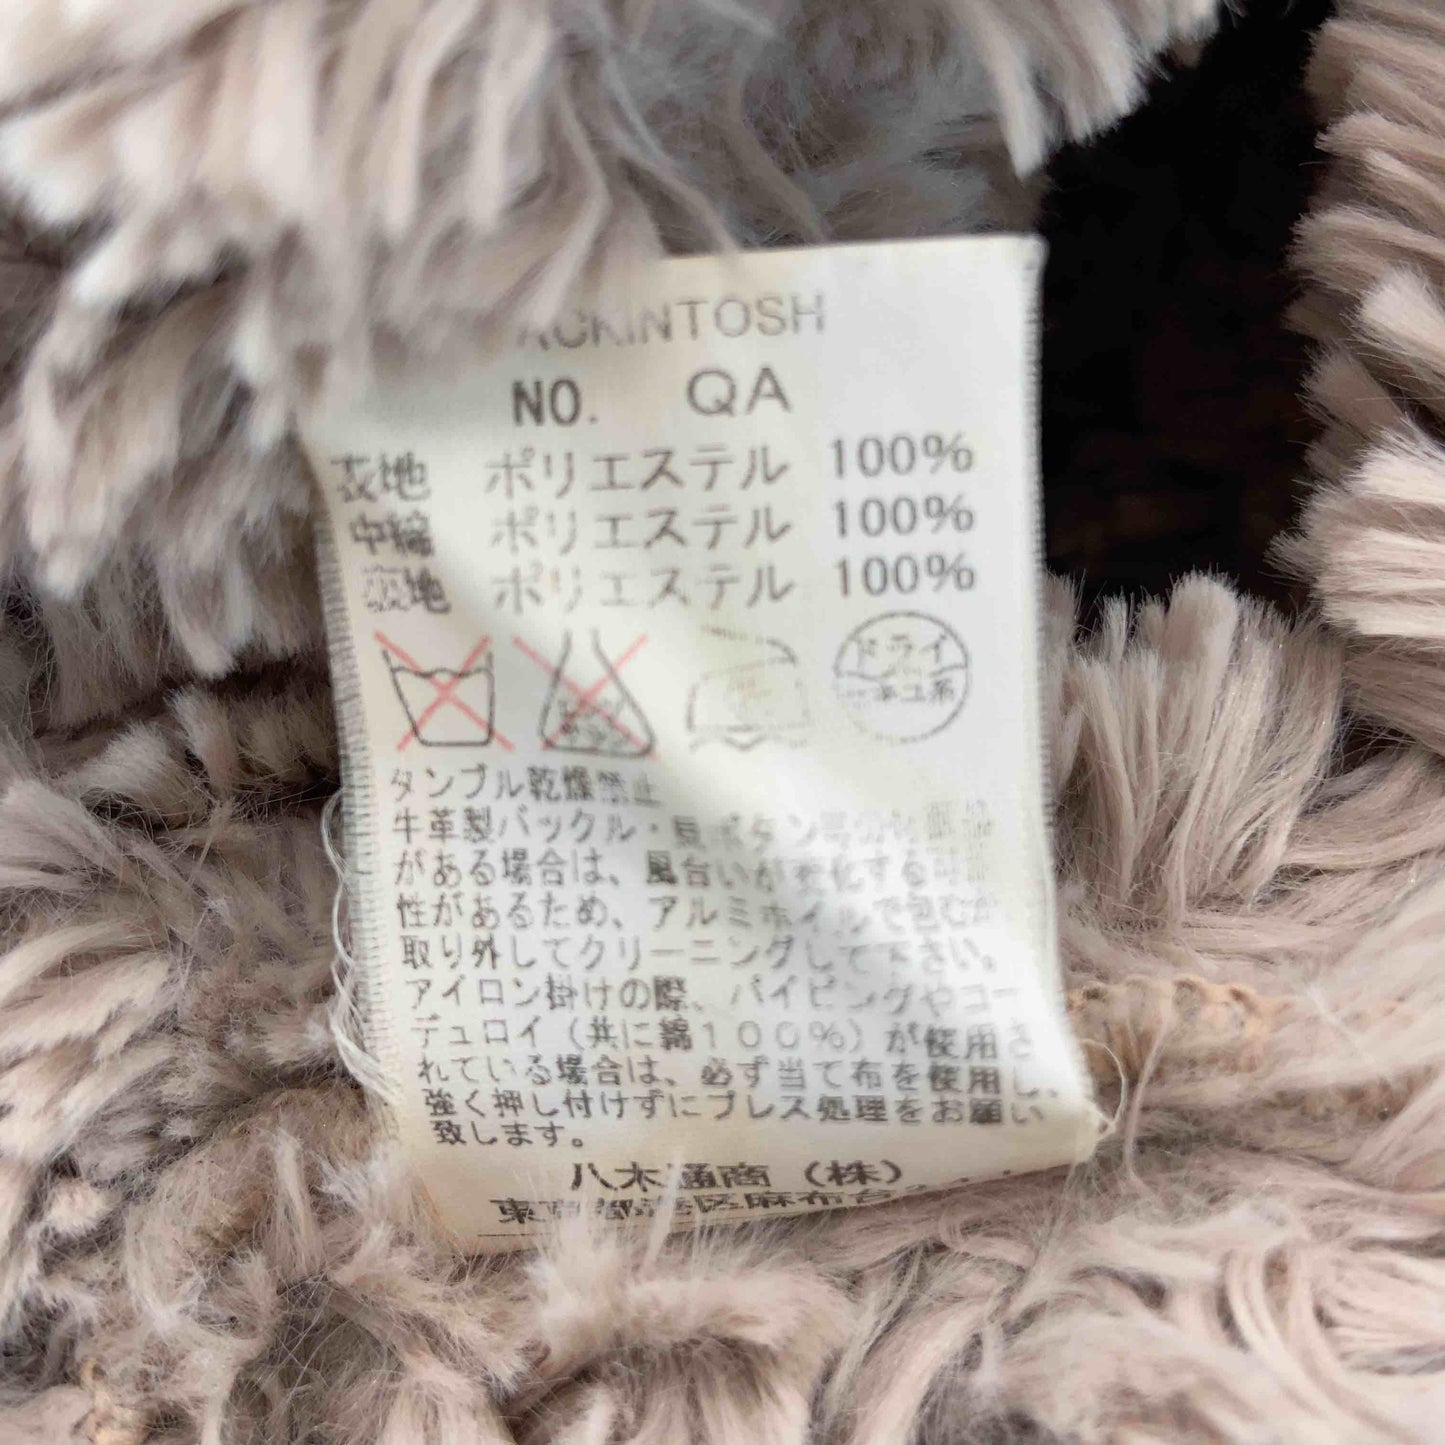 ACKINTOSH
NO. QA
表地 ポリエステル 100%
中綿 ポリエステル 100%
裏地 ポリエステル 100%
ドライ
タンブル乾燥禁止
牛革製バックル・貝ボタン等
がある場合は、風合いが変化する可能
性があるため、アルミホイルで包むか
取り外してクリーニングして下さい。
アイロン掛けの際、パイピングやコー
デュロイ（共に綿１００％）が使用さ
れている場合は、必ず当て布を使用し、
強く押し付けずにプレス処理をお願い
致します。
八木通商（株）
東京都港区麻布台